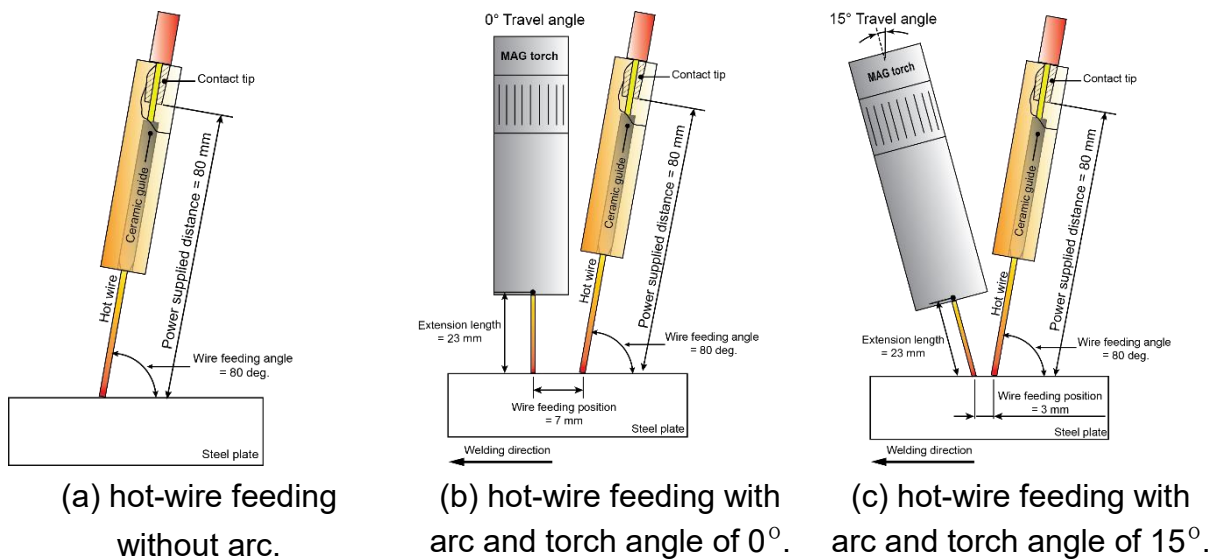 Contact tip
Ceramic guide
Power supplied distance = 80 mm
Hot wire
Wire feeding angle
= 80 deg.
Steel plate
(a) hot-wire feeding
without arc.
0° Travel angle
MAG torch
Contact tip
Ceramic guide
Power supplied distance = 80 mm
Hot wire
Extension length
= 23 mm
Wire feeding angle
= 80 deg.
Wire feeding position
= 7 mm
Steel plate
Welding direction
(b) hot-wire feeding with
arc and torch angle of 0°.
15° Travel angle
MAG torch
Contact tip
Ceramic guide
Power supplied distance = 80 mm
Hot wire
Extension length
= 23 mm
Wire feeding angle
= 80 deg.
Wire feeding position
= 3 mm
Steel plate
Welding direction
(c) hot-wire feeding with
arc and torch angle of 15°.